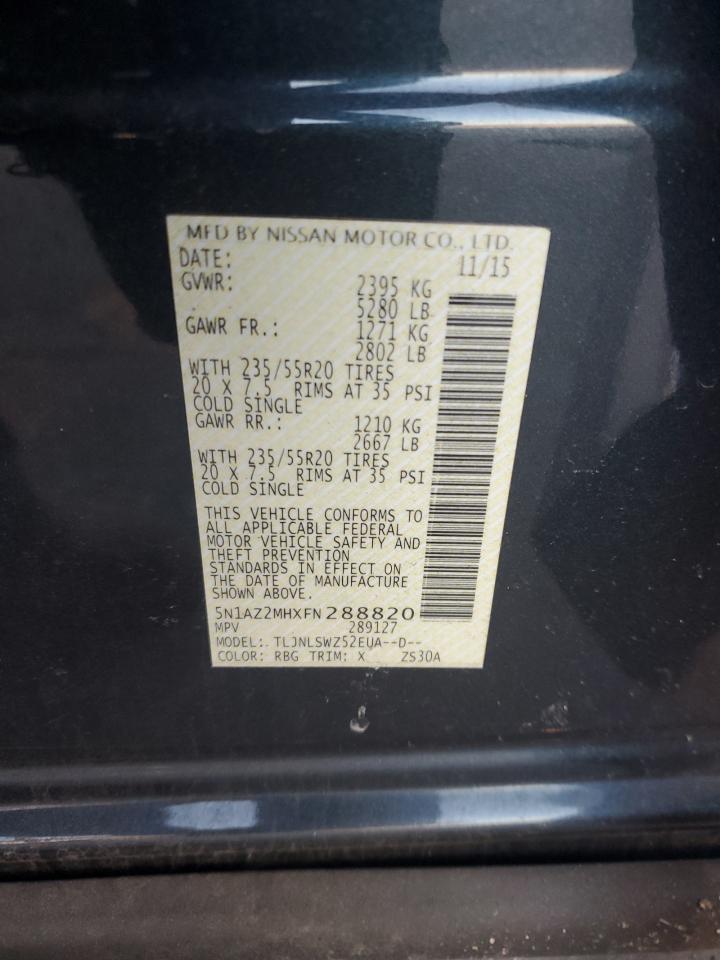 MFD BY NISSAN MOTOR CO., LTD.
DATE: 11/15
GVWR: 2395 KG
5280 LB
GAWR FR.: 1271 KG
2802 LB
WITH 235/55R20 TIRES
20 X 7.5 RIMS AT 35 PSI
COLD SINGLE
GAWR RR.: 1210 KG
2667 LB
WITH 235/55R20 TIRES
20 X 7.5 RIMS AT 35 PSI
COLD SINGLE
THIS VEHICLE CONFORMS TO
ALL APPLICABLE FEDERAL
MOTOR VEHICLE SAFETY AND
THEFT PREVENTION
STANDARDS IN EFFECT ON
THE DATE OF MANUFACTURE
SHOWN ABOVE.
5N1AZ2MHXFN288820
MPV 289127
MODEL: TLJNLSWZ52EUA--D--
COLOR: RBG TRIM: X ZS30A